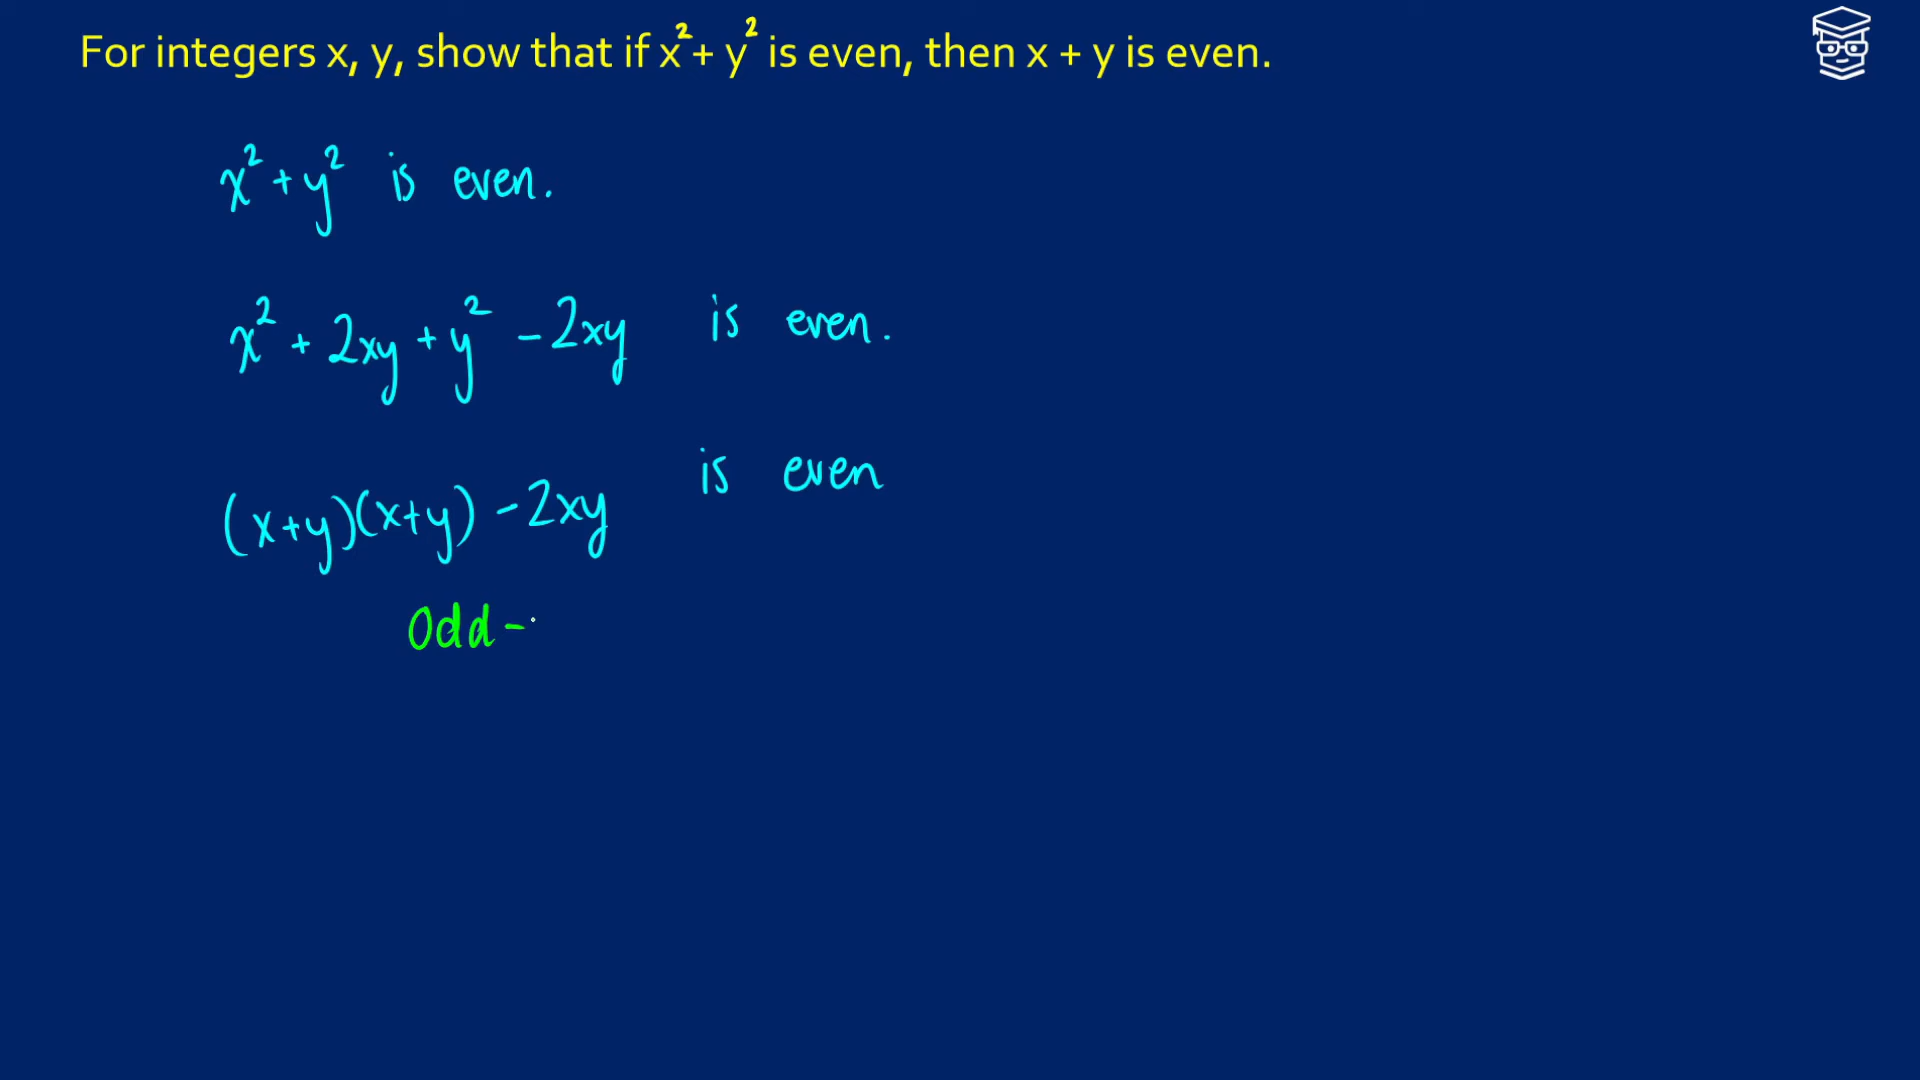 For integers x, y, show that if x² + y² is even, then x + y is even.
x² + y² is even.
x² + 2xy + y² - 2xy is even.
(x+y)(x+y) - 2xy is even
Odd -